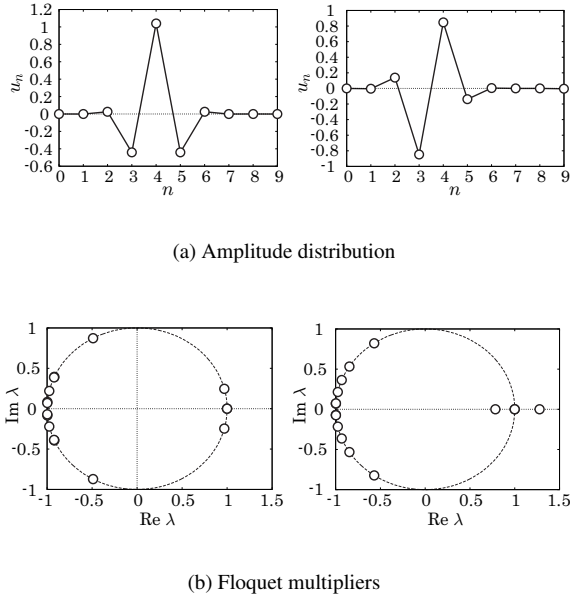 1.2
1
0.8
0.6
0.4
0.2
0
-0.2
-0.4
-0.6
u_n
0 1 2 3 4 5 6 7 8 9
n
1
0.8
0.6
0.4
0.2
0
-0.2
-0.4
-0.6
-0.8
-1
u_n
0 1 2 3 4 5 6 7 8 9
n
(a) Amplitude distribution
1
0.5
0
-0.5
-1
Im λ
-1 -0.5 0 0.5 1 1.5
Re λ
1
0.5
0
-0.5
-1
Im λ
-1 -0.5 0 0.5 1 1.5
Re λ
(b) Floquet multipliers